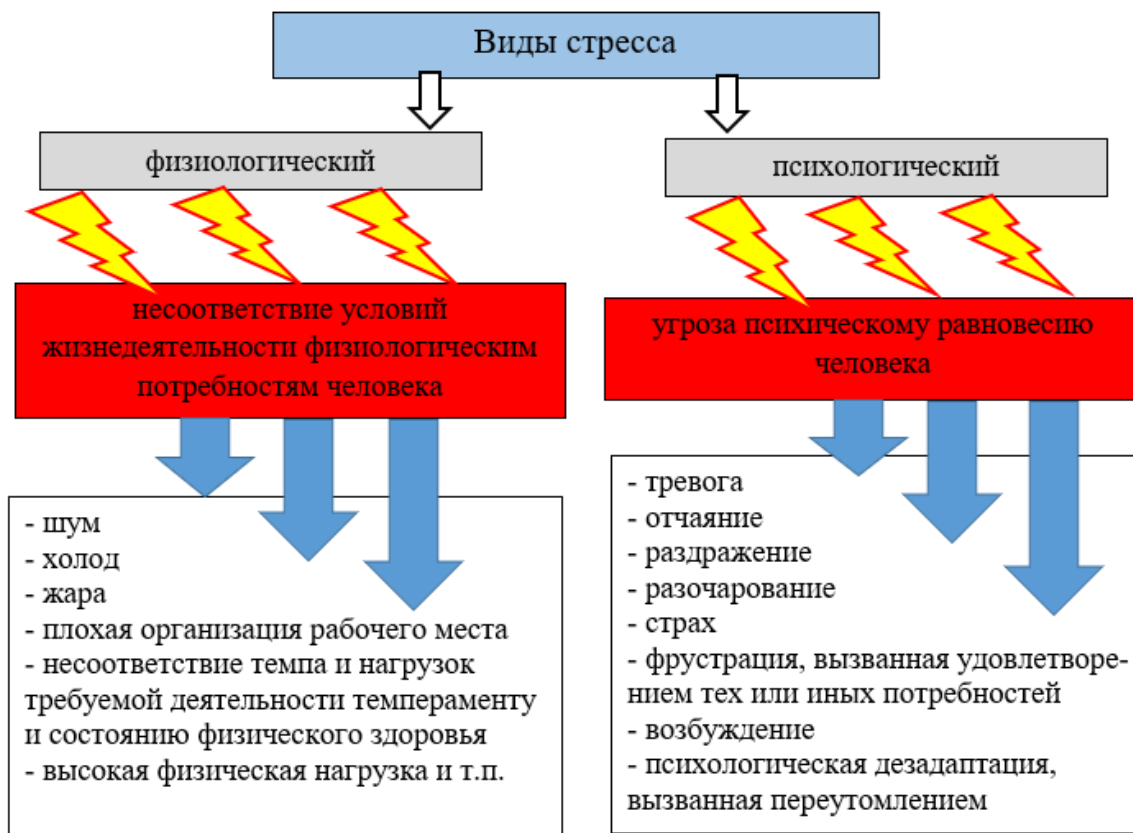 Виды стресса
физиологический
психологический
несоответствие условий
жизнедеятельности физиологическим
потребностям человека
угроза психическому равновесию
человека
- шум
- холод
- жара
- плохая организация рабочего места
- несоответствие темпа и нагрузок
требуемой деятельности темпераменту
и состоянию физического здоровья
- высокая физическая нагрузка и т.п.
- тревога
- отчаяние
- раздражение
- разочарование
- страх
- фрустрация, вызванная удовлетворе-
нием тех или иных потребностей
- возбуждение
- психологическая дезадаптация,
вызванная переутомлением